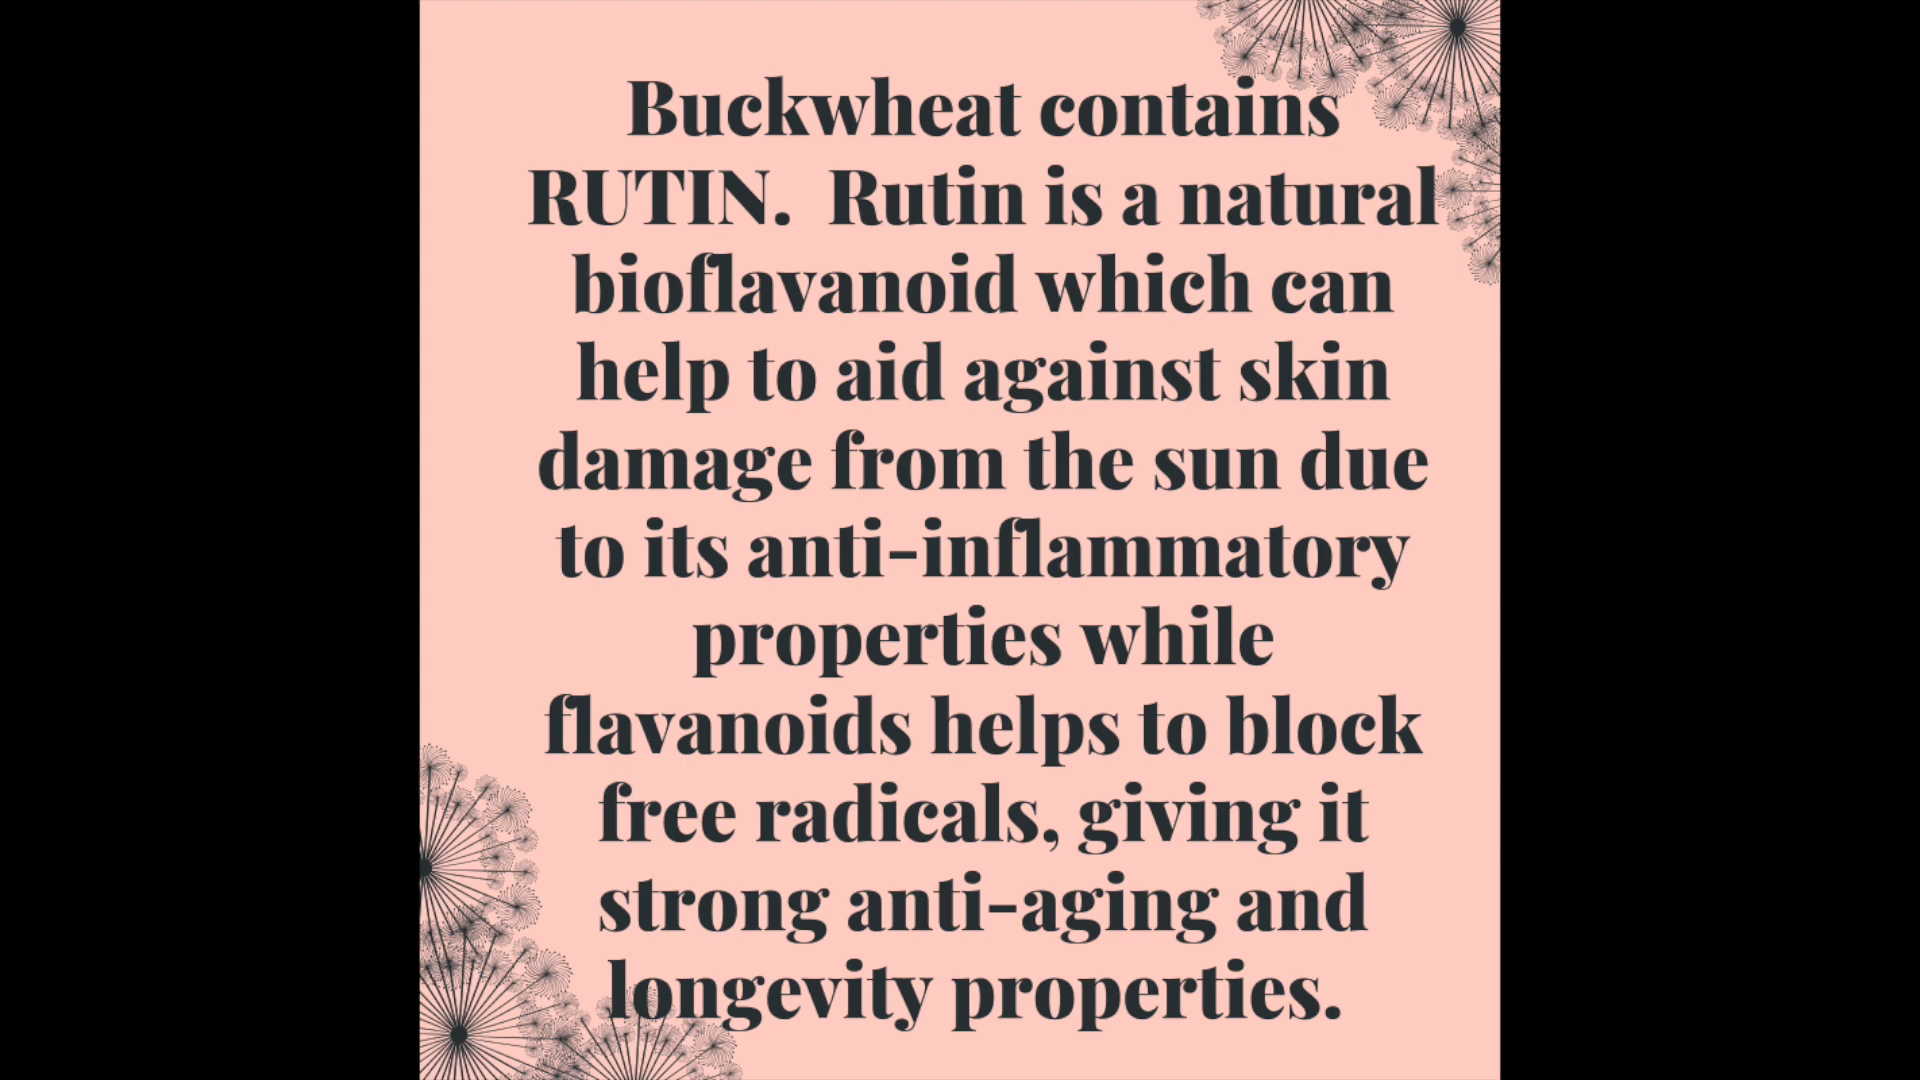 Buckwheat contains
RUTIN.  Rutin is a natural
bioflavanoid which can
help to aid against skin
damage from the sun due
to its anti-inflammatory
properties while
flavanoids helps to block
free radicals, giving it
strong anti-aging and
longevity properties.